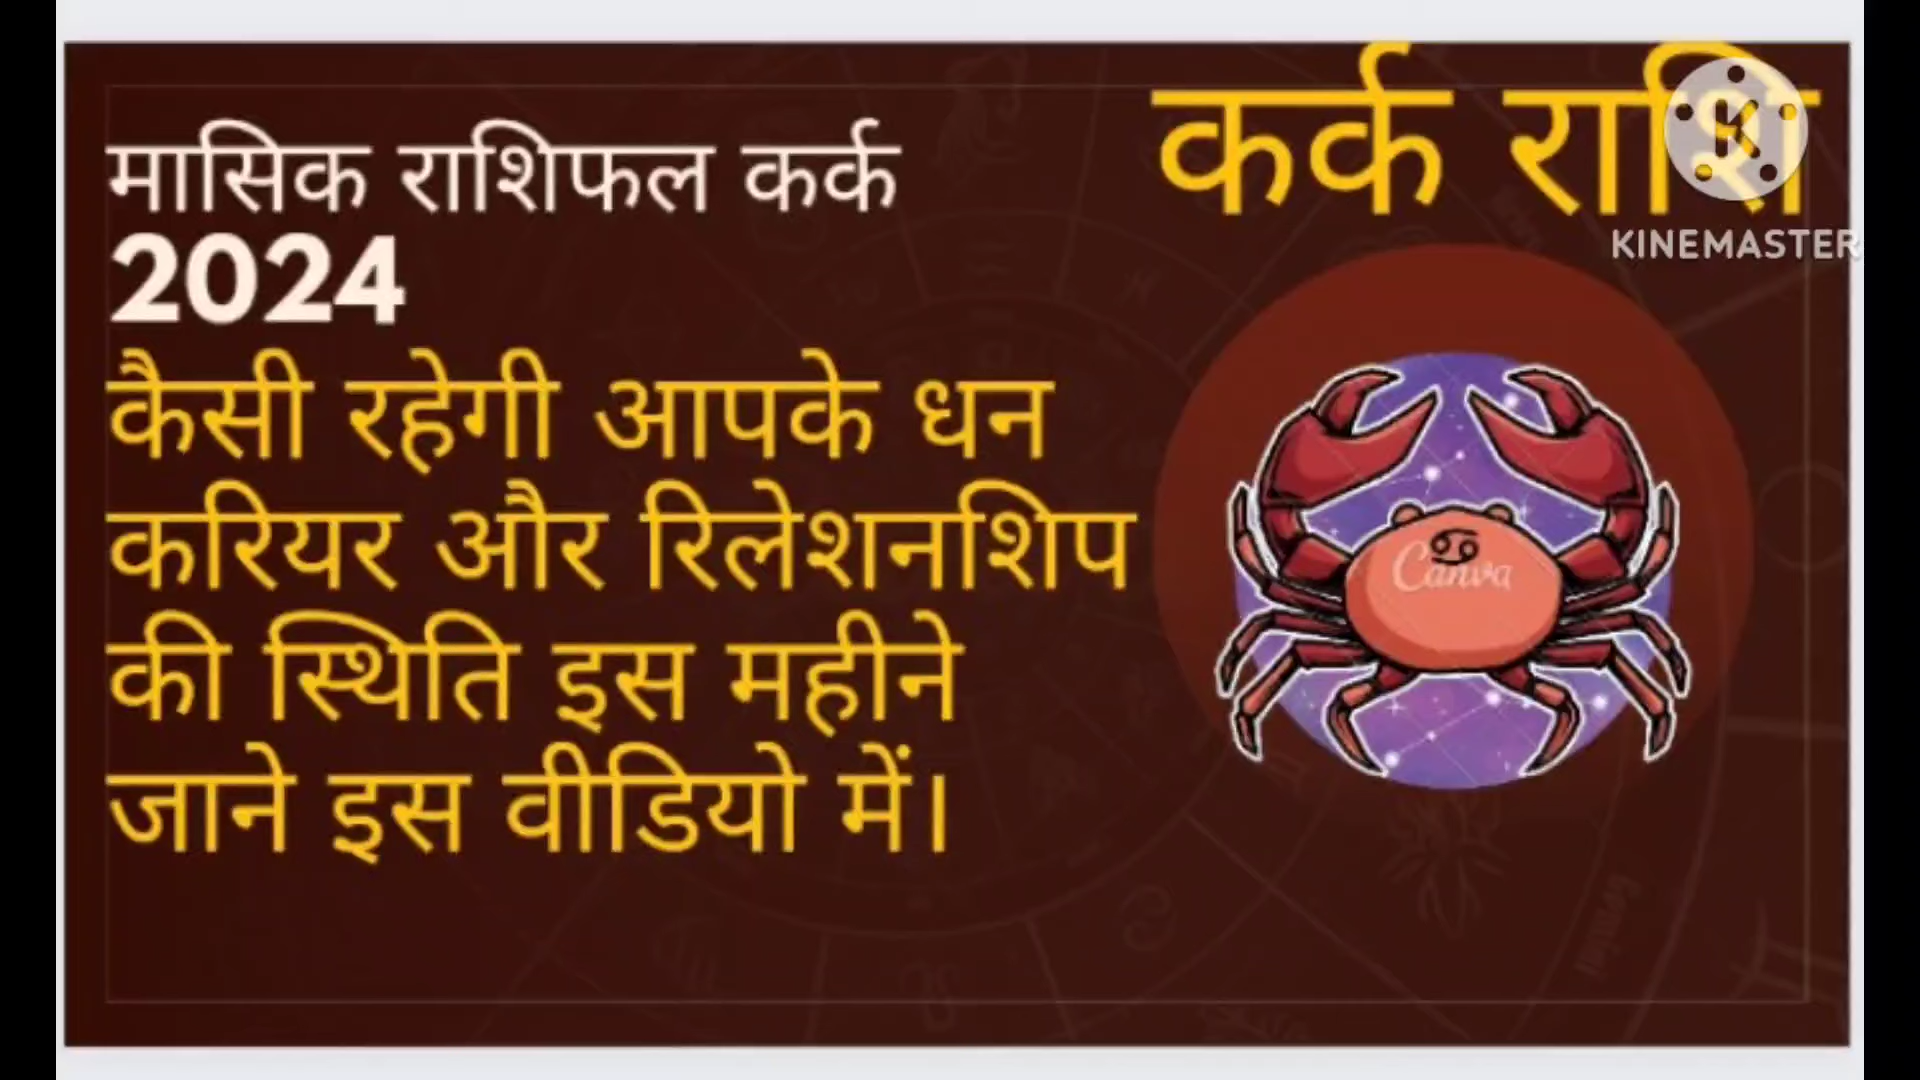 मासिक राशिफल कर्क
2024
कैसी रहेगी आपके धन
करियर और रिलेशनशिप
की स्थिति इस महीने
जाने इस वीडियो में।
कर्क राशि
KINEMASTER
Canva